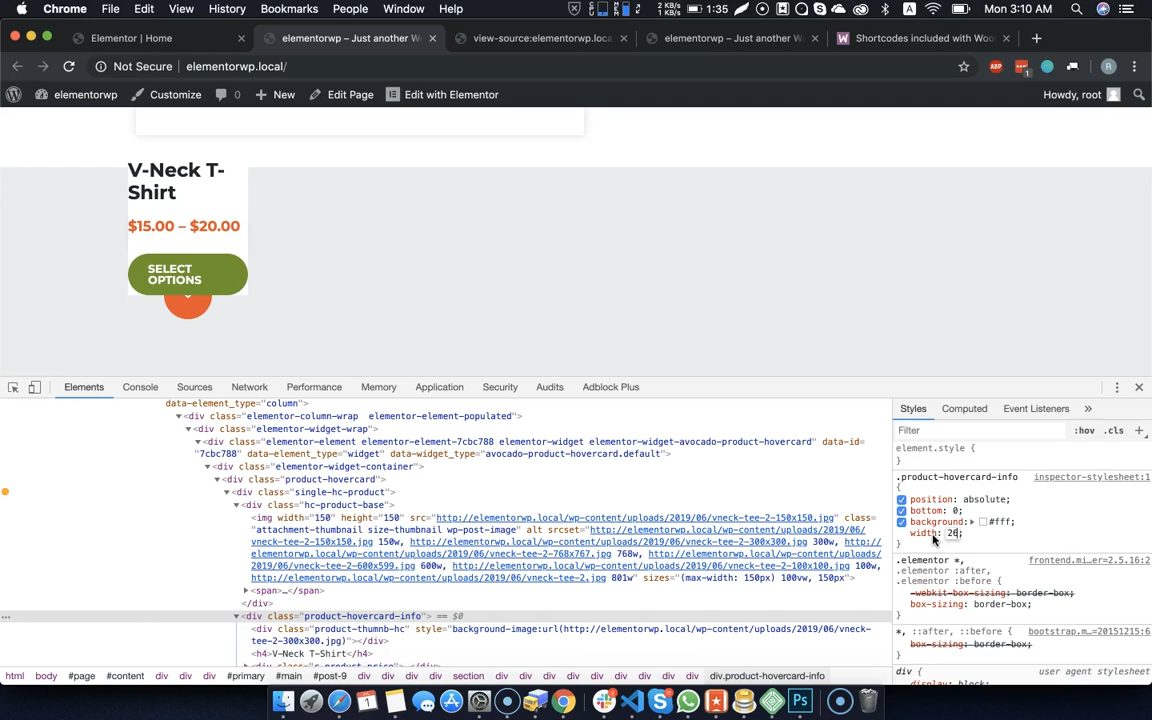 Chrome File Edit View History Bookmarks People Window Help 2 KB/s 4 KB/s 1:35 A Mon 3:10 AM
Elementor | Home × elementorwp – Just another W × view-source:elementorwp.loca × elementorwp – Just another W × Shortcodes included with Woo ×
Not Secure | elementorwp.local/ ABP 1 R
elementorwp Customize New Edit Page Edit with Elementor Howdy, root
V-Neck T-
Shirt
$15.00 – $20.00
SELECT
OPTIONS
Elements Console Sources Network Performance Memory Application Security Audits Adblock Plus
data-element_type="column">
<div class="elementor-column-wrap elementor-element-populated">
<div class="elementor-widget-wrap">
<div class="elementor-element elementor-element-7cbc788 elementor-widget elementor-widget-avocado-product-hovercard" data-id=
"7cbc788" data-element_type="widget" data-widget_type="avocado-product-hovercard.default">
<div class="elementor-widget-container">
<div class="product-hovercard">
<div class="single-hc-product">
<div class="hc-product-base">
<img width="150" height="150" src="http://elementorwp.local/wp-content/uploads/2019/06/vneck-tee-2-150x150.jpg" class=
"attachment-thumbnail size-thumbnail wp-post-image" alt srcset="http://elementorwp.local/wp-content/uploads/2019/06/
vneck-tee-2-150x150.jpg 150w, http://elementorwp.local/wp-content/uploads/2019/06/vneck-tee-2-300x300.jpg 300w, http://
elementorwp.local/wp-content/uploads/2019/06/vneck-tee-2-768x767.jpg 768w, http://elementorwp.local/wp-content/uploads/
2019/06/vneck-tee-2-600x599.jpg 600w, http://elementorwp.local/wp-content/uploads/2019/06/vneck-tee-2-100x100.jpg 100w,
http://elementorwp.local/wp-content/uploads/2019/06/vneck-tee-2.jpg 801w" sizes="(max-width: 150px) 100vw, 150px">
<span>…</span>
</div>
<div class="product-hovercard-info"> == $0
<div class="product-thumnb-hc" style="background-image:url(http://elementorwp.local/wp-content/uploads/2019/06/vneck-
tee-2-300x300.jpg)"></div>
<h4>V-Neck T-Shirt</h4>
<div class="c-product-price">…</div>
html body #page #content div div #primary #main #post-9 div div div section div div div div div div div div.product-hovercard-info
Styles Computed Event Listeners »
Filter :hov .cls +
element.style {
}
.product-hovercard-info inspector-stylesheet:1
{
position: absolute;
bottom: 0;
background: #fff;
width: 26;
}
.elementor *, frontend.mi…er=2.5.16:2
.elementor :after,
.elementor :before {
-webkit-box-sizing: border-box;
box-sizing: border-box;
}
*, ::after, ::before { bootstrap.m…=20151215:6
box-sizing: border-box;
}
div { user agent stylesheet
display: block;